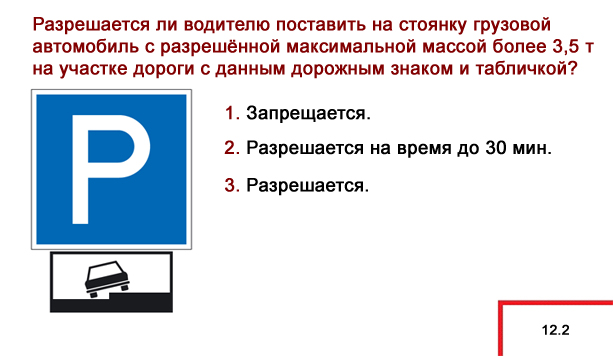 Разрешается ли водителю поставить на стоянку грузовой
автомобиль с разрешённой максимальной массой более 3,5 т
на участке дороги с данным дорожным знаком и табличкой?
1. Запрещается.
2. Разрешается на время до 30 мин.
3. Разрешается.
P
12.2